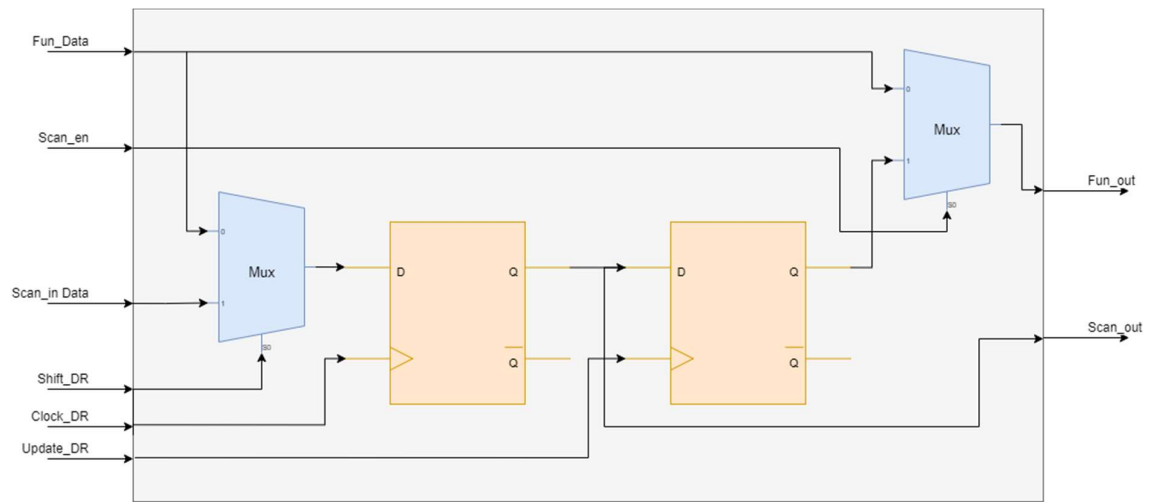 Fun_Data
0
Mux
Scan_en
1
Fun_out
S0
0
Mux
D
Q
D
Q
Scan_in Data
1
Scan_out
S0
Q
Q
Shift_DR
Clock_DR
Update_DR